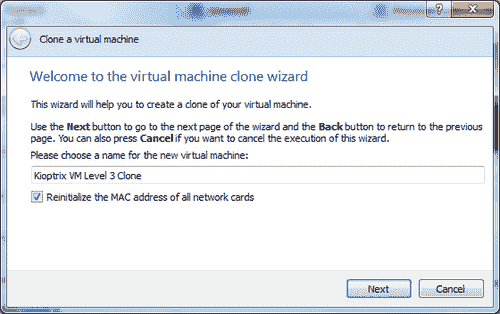 Clone a virtual machine
Welcome to the virtual machine clone wizard
This wizard will help you to create a clone of your virtual machine.
Use the Next button to go to the next page of the wizard and the Back button to return to the previous
page. You can also press Cancel if you want to cancel the execution of this wizard.
Please choose a name for the new virtual machine:
Kioptrix VM Level 3 Clone
Reinitialize the MAC address of all network cards
Next Cancel